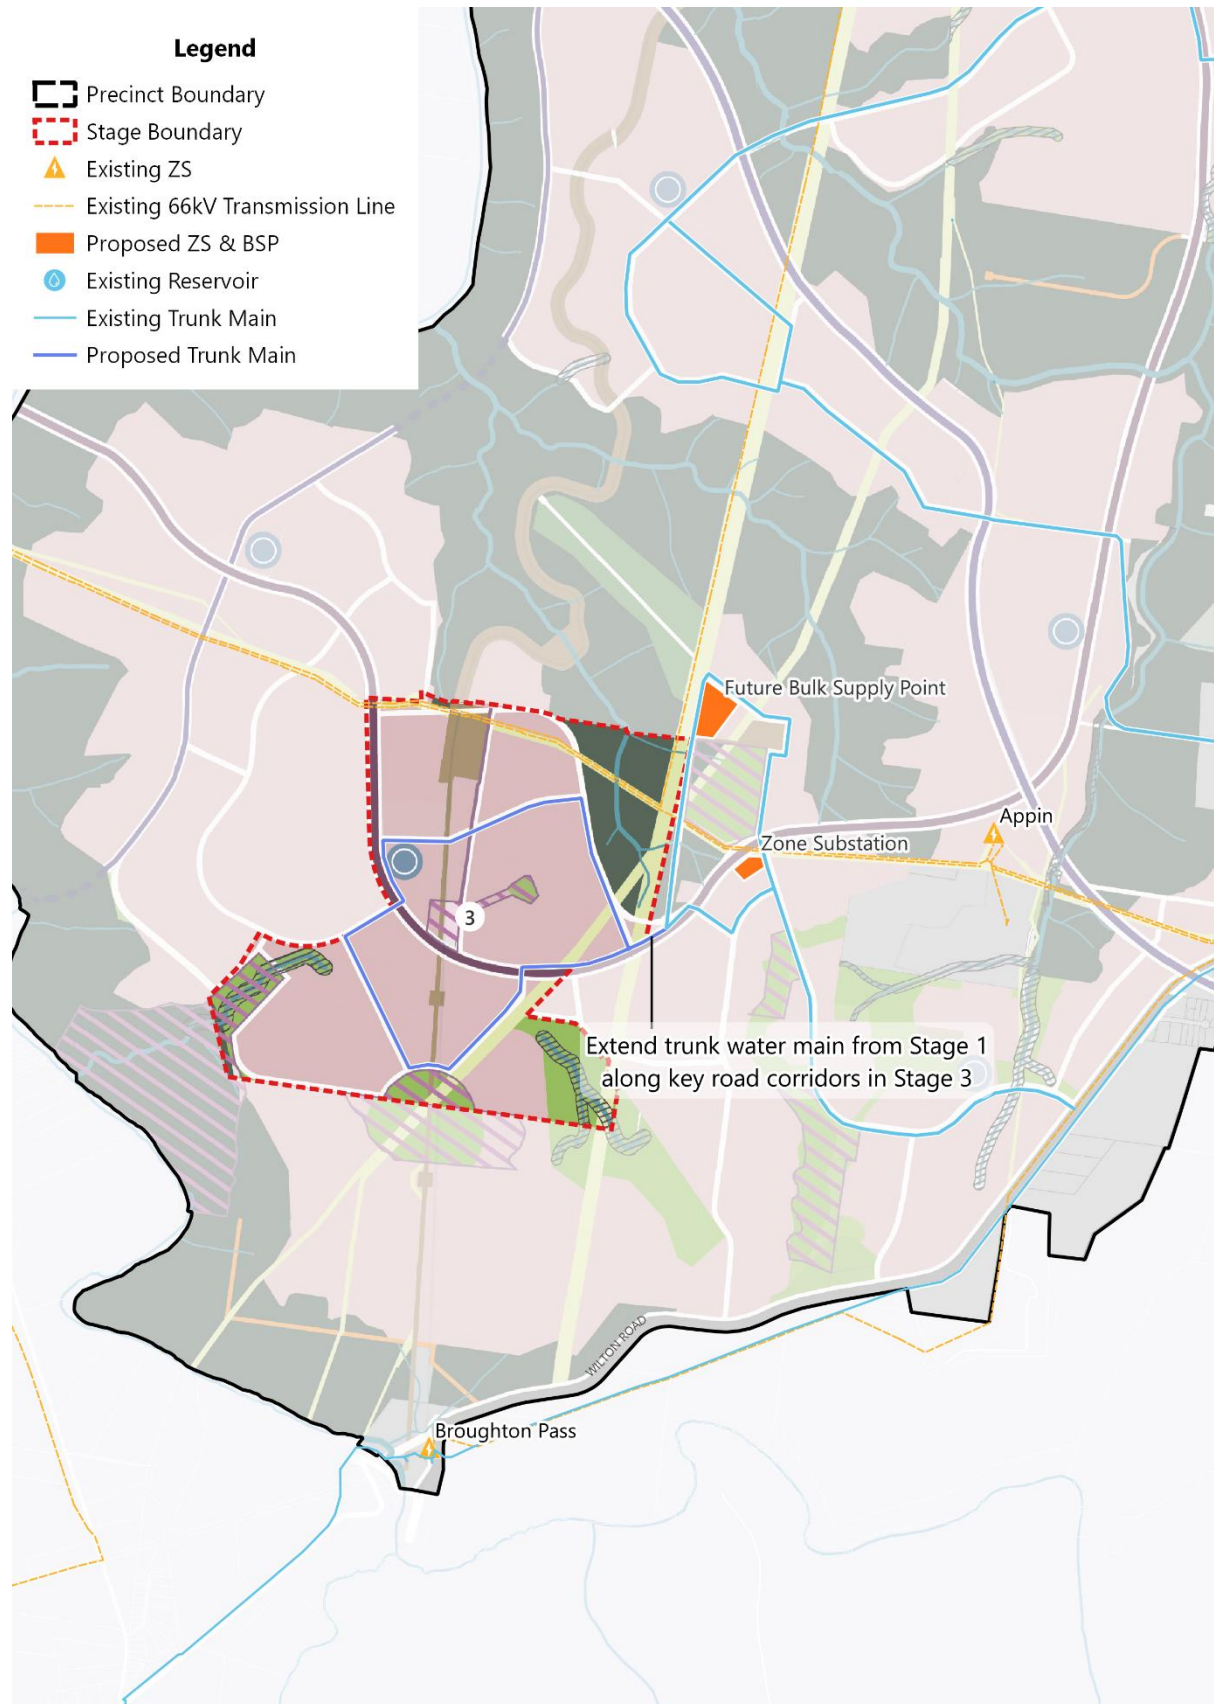 Legend
Precinct Boundary
Stage Boundary
Existing ZS
Existing 66kV Transmission Line
Proposed ZS & BSP
Existing Reservoir
Existing Trunk Main
Proposed Trunk Main
Future Bulk Supply Point
Appin
Zone Substation
3
Extend trunk water main from Stage 1
along key road corridors in Stage 3
WILTON ROAD
Broughton Pass